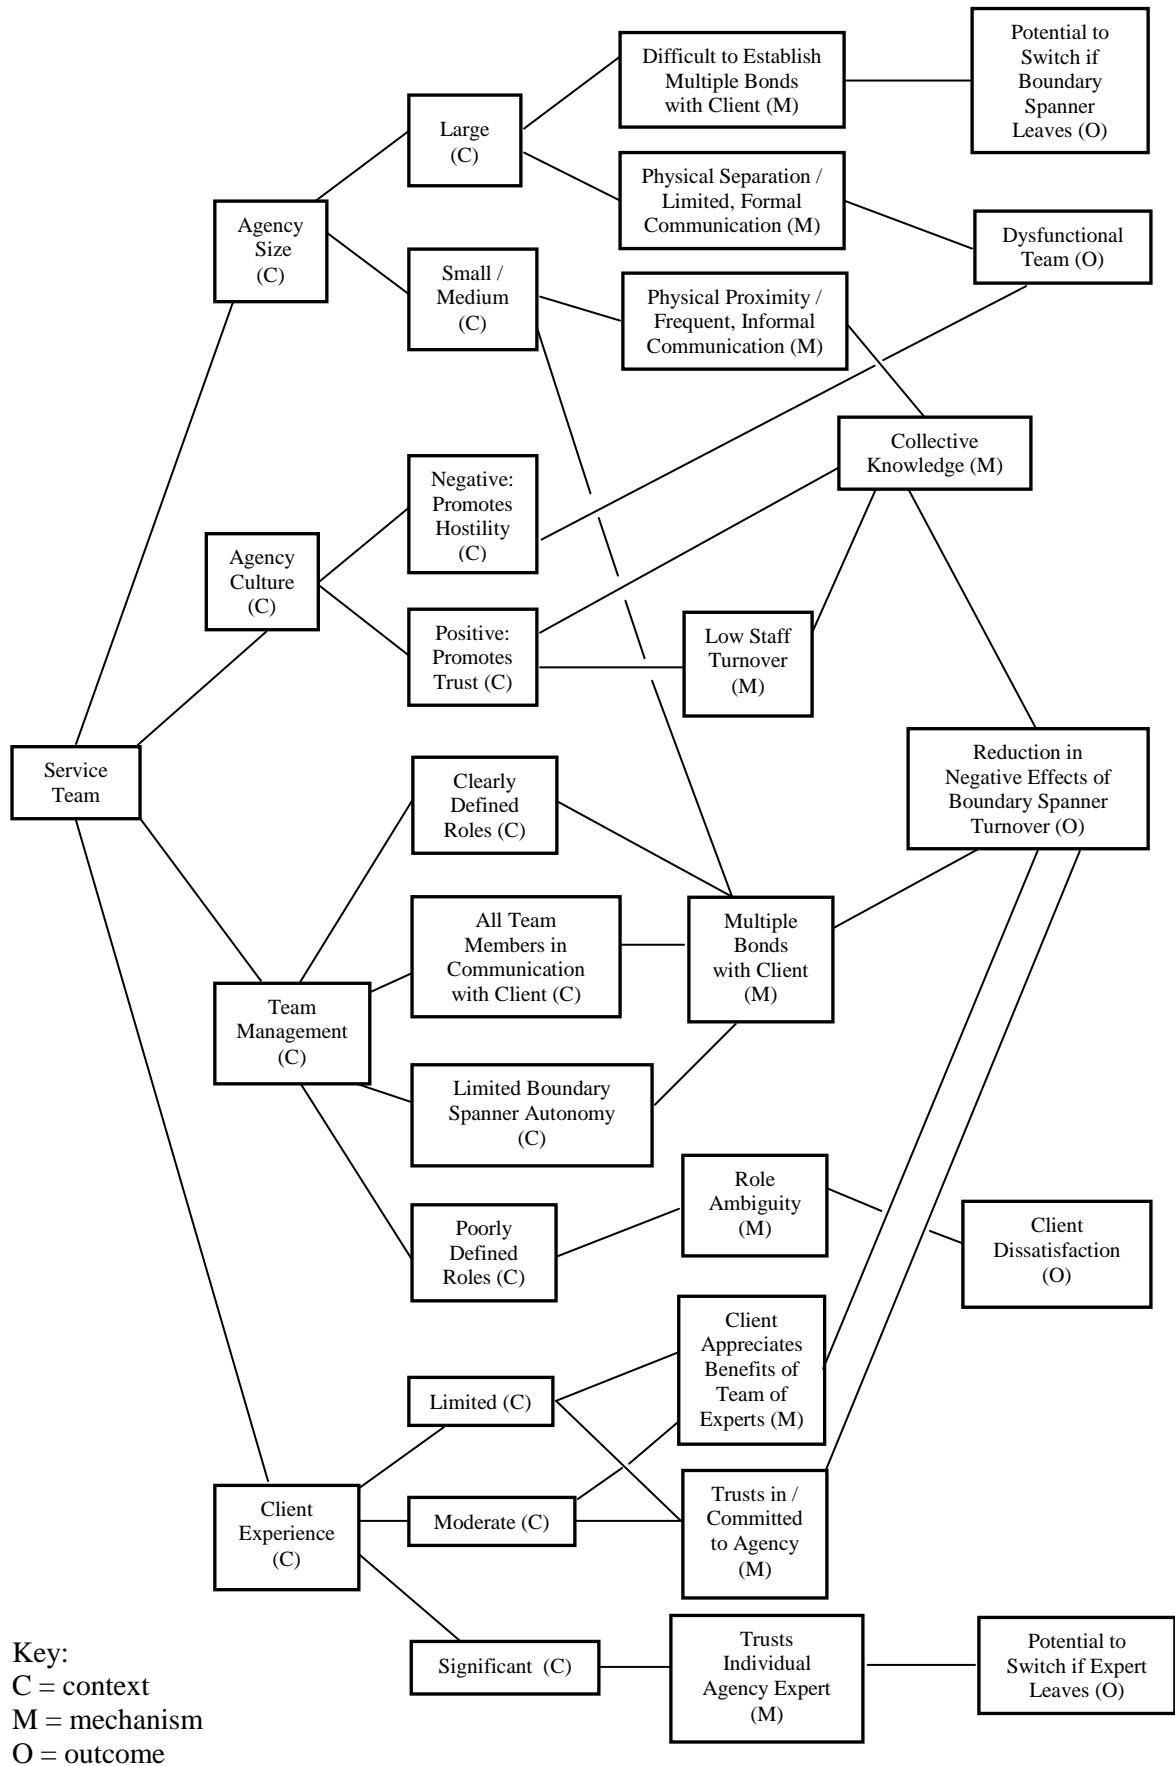 Potential to
Switch if
Boundary
Spanner
Leaves (O)
Difficult to Establish
Multiple Bonds
with Client (M)
Large
(C)
Physical Separation /
Limited, Formal
Communication (M)
Agency
Size
(C)
Dysfunctional
Team (O)
Small /
Medium
(C)
Physical Proximity /
Frequent, Informal
Communication (M)
Collective
Knowledge (M)
Negative:
Promotes
Hostility
(C)
Agency
Culture
(C)
Positive:
Promotes
Trust (C)
Low Staff
Turnover
(M)
Service
Team
Clearly
Defined
Roles (C)
Reduction in
Negative Effects of
Boundary Spanner
Turnover (O)
All Team
Members in
Communication
with Client (C)
Multiple
Bonds
with Client
(M)
Team
Management
(C)
Limited Boundary
Spanner Autonomy
(C)
Role
Ambiguity
(M)
Poorly
Defined
Roles (C)
Client
Dissatisfaction
(O)
Client
Appreciates
Benefits of
Team of
Experts (M)
Limited (C)
Client
Experience
(C)
Moderate (C)
Trusts in /
Committed
to Agency
(M)
Significant (C)
Trusts
Individual
Agency Expert
(M)
Potential to
Switch if Expert
Leaves (O)
Key:
C = context
M = mechanism
O = outcome